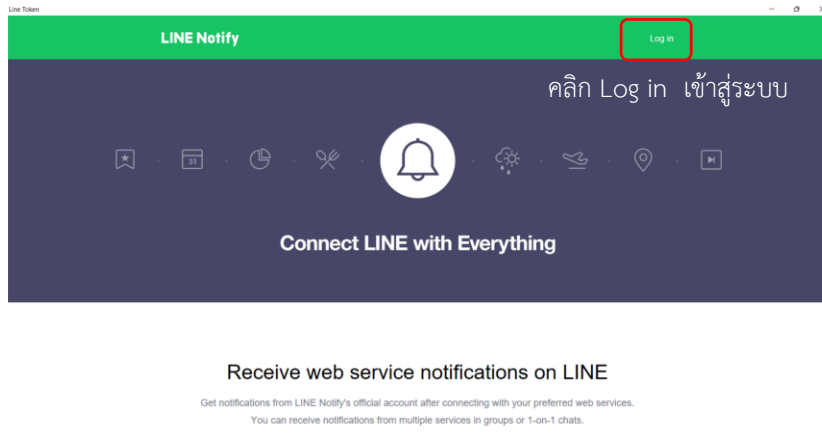 Line Token
LINE Notify
Log in
คลิก Log in เข้าสู่ระบบ
31
Connect LINE with Everything
Receive web service notifications on LINE
Get notifications from LINE Notify's official account after connecting with your preferred web services.
You can receive notifications from multiple services in groups or 1-on-1 chats.